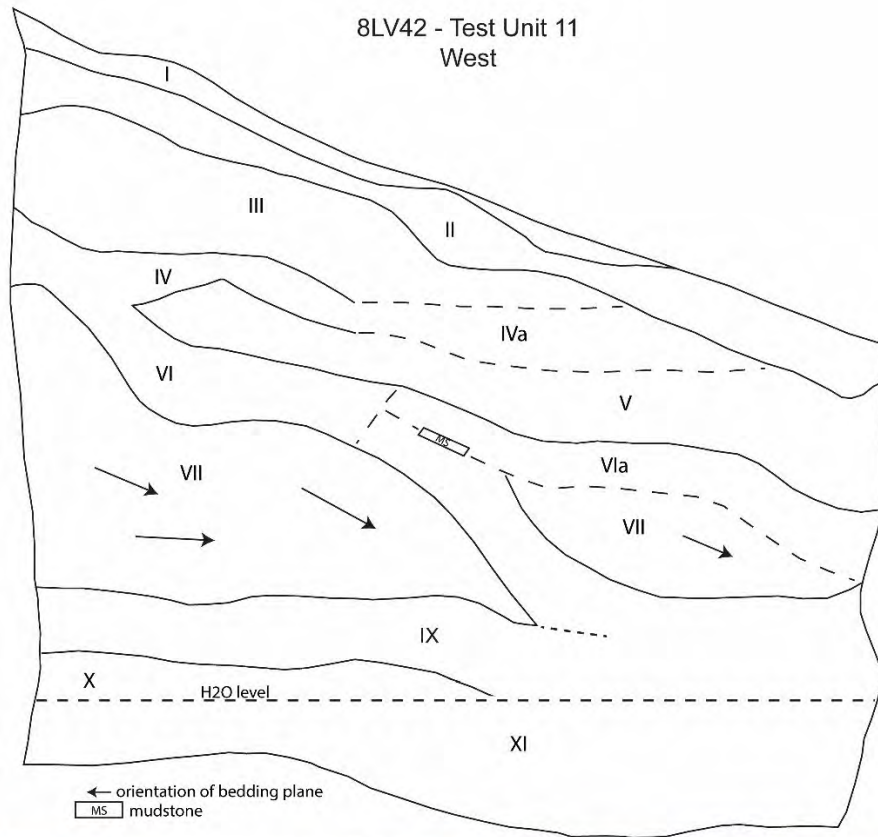 8LV42 - Test Unit 11
West
I
III
II
IV
IVa
VI
V
MS
VIa
VII
VII
IX
X
H2O level
XI
orientation of bedding plane
MS mudstone